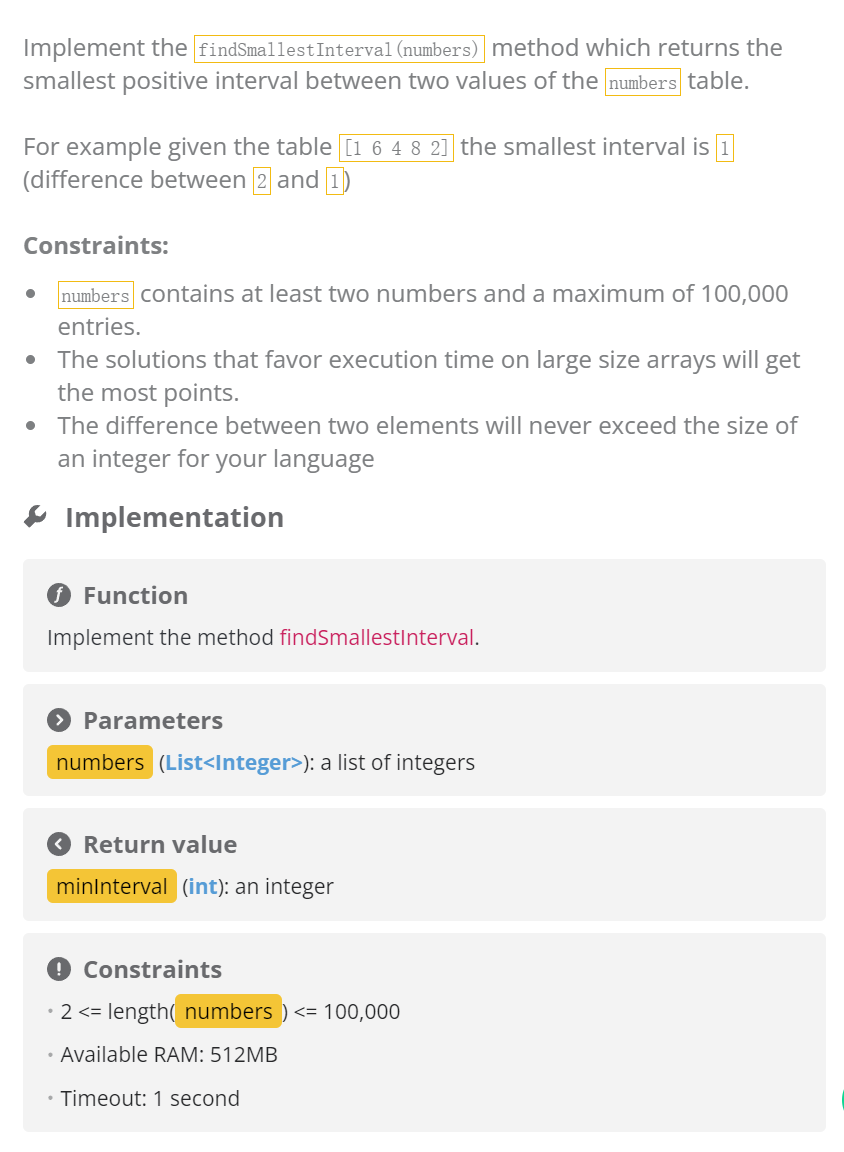 Implement the findSmallestInterval(numbers) method which returns the
smallest positive interval between two values of the numbers table.
For example given the table [1 6 4 8 2] the smallest interval is 1
(difference between 2 and 1)
Constraints:
• numbers contains at least two numbers and a maximum of 100,000
entries.
• The solutions that favor execution time on large size arrays will get
the most points.
• The difference between two elements will never exceed the size of
an integer for your language
Implementation
Function
Implement the method findSmallestInterval.
Parameters
numbers (List<Integer>): a list of integers
Return value
minInterval (int): an integer
Constraints
• 2 <= length( numbers ) <= 100,000
• Available RAM: 512MB
• Timeout: 1 second